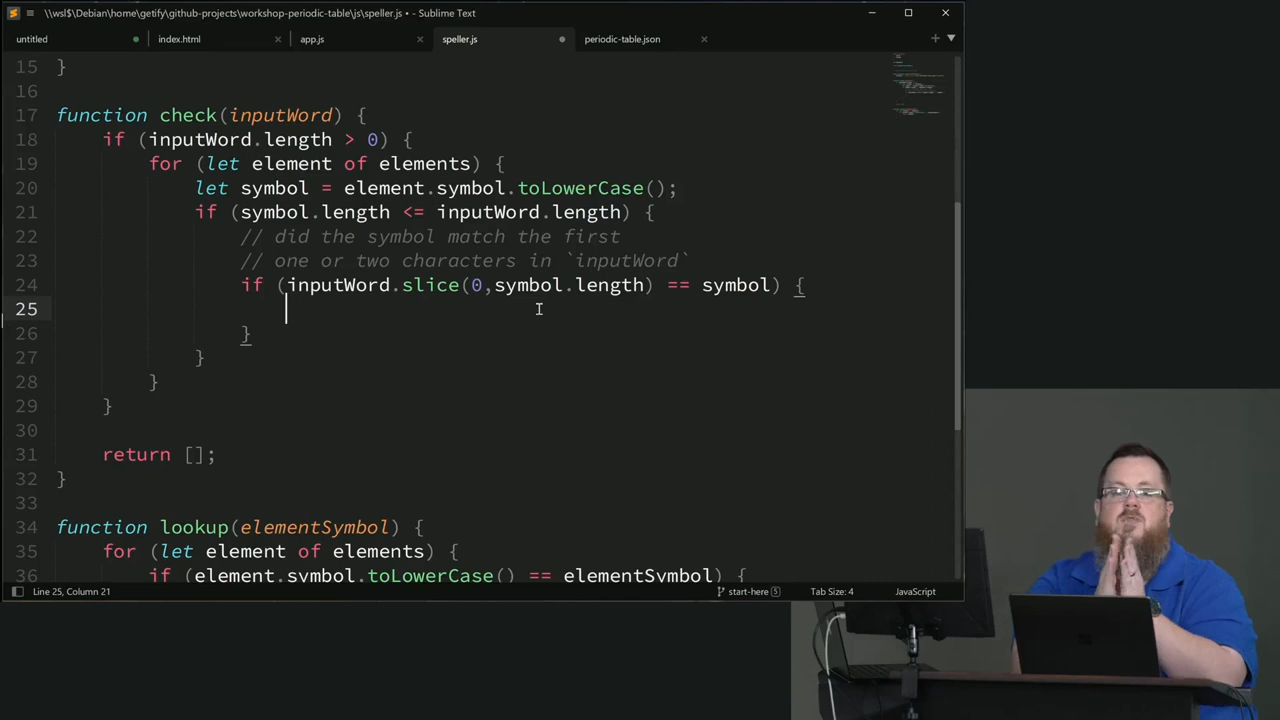 \\wsl$\Debian\home\getify\github-projects\workshop-periodic-table\js\speller.js • - Sublime Text
untitled index.html app.js speller.js periodic-table.json
15 }
16
17 function check(inputWord) {
18 if (inputWord.length > 0) {
19 for (let element of elements) {
20 let symbol = element.symbol.toLowerCase();
21 if (symbol.length <= inputWord.length) {
22 // did the symbol match the first
23 // one or two characters in `inputWord`
24 if (inputWord.slice(0,symbol.length) == symbol) {
25
26 }
27 }
28 }
29 }
30
31 return [];
32 }
33
34 function lookup(elementSymbol) {
35 for (let element of elements) {
36 if (element.symbol.toLowerCase() == elementSymbol) {
Line 25, Column 21 start-here 5 Tab Size: 4 JavaScript